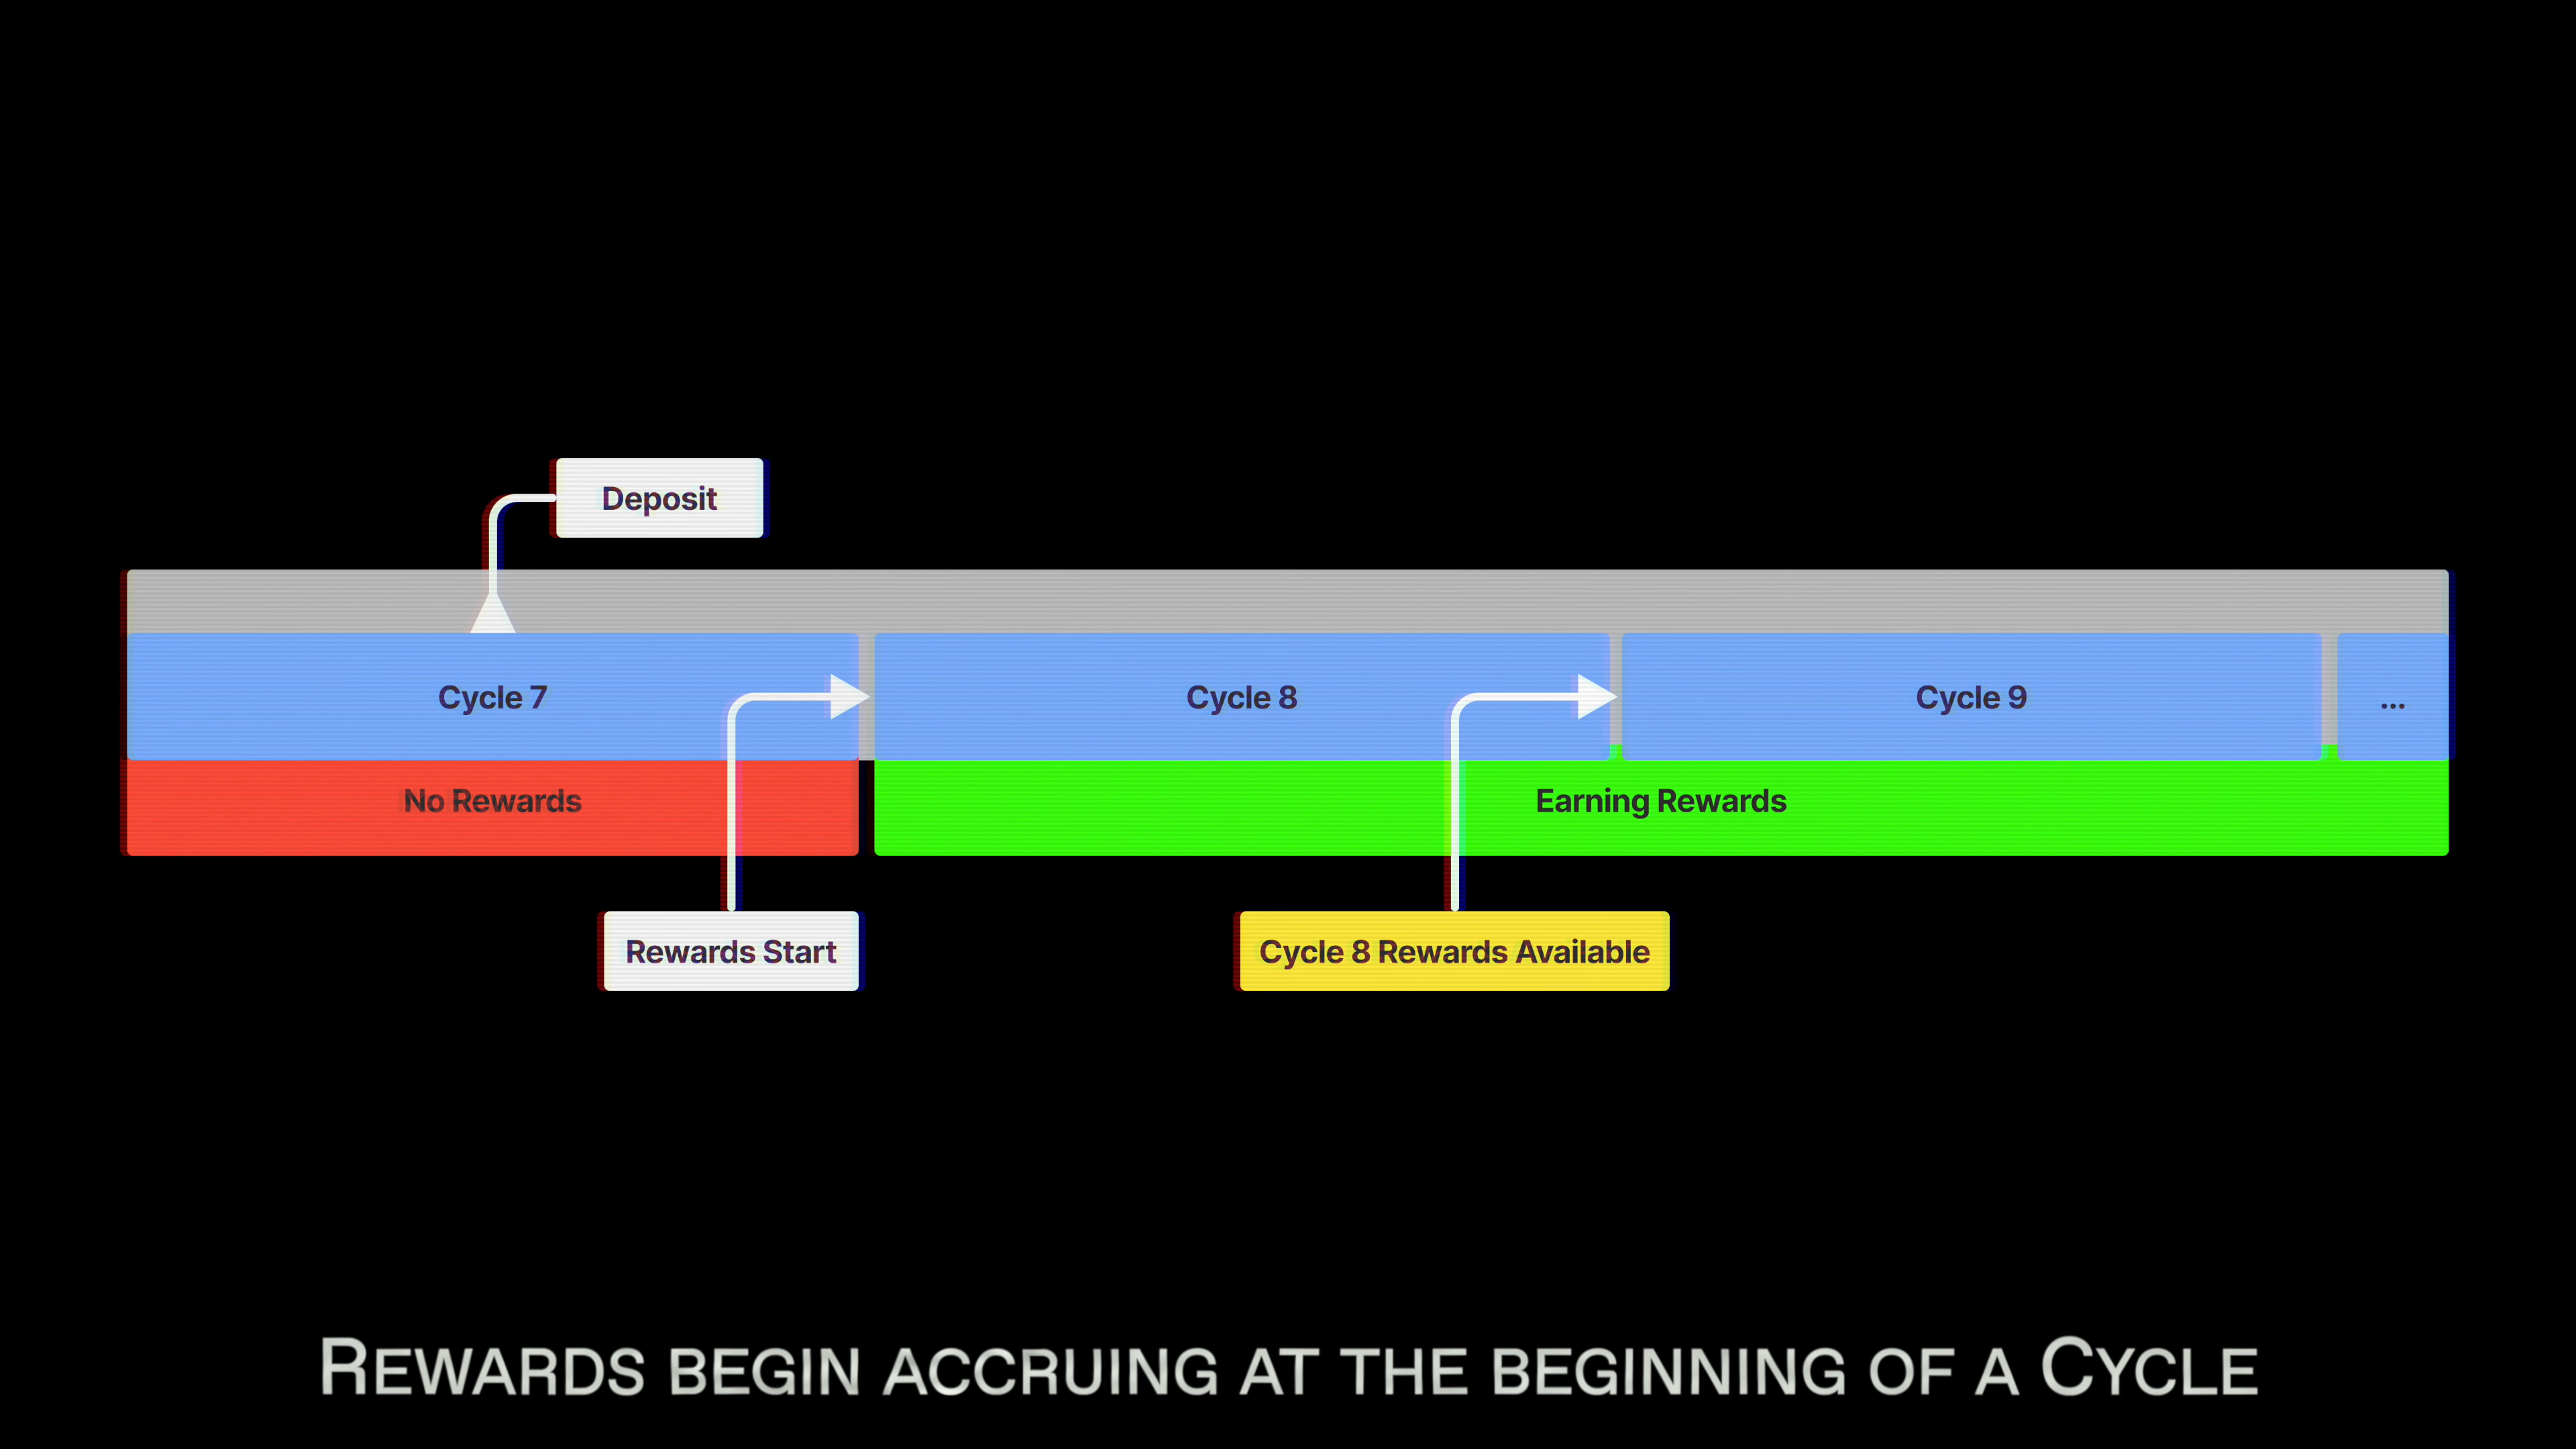 Deposit
Cycle 7
Cycle 8
Cycle 9
...
No Rewards
Earning Rewards
Rewards Start
Cycle 8 Rewards Available
Rewards begin accruing at the beginning of a Cycle